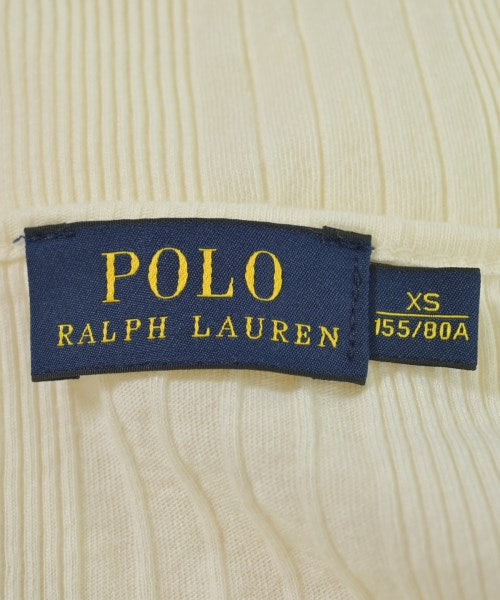 POLO
RALPH LAUREN
XS
155/80A